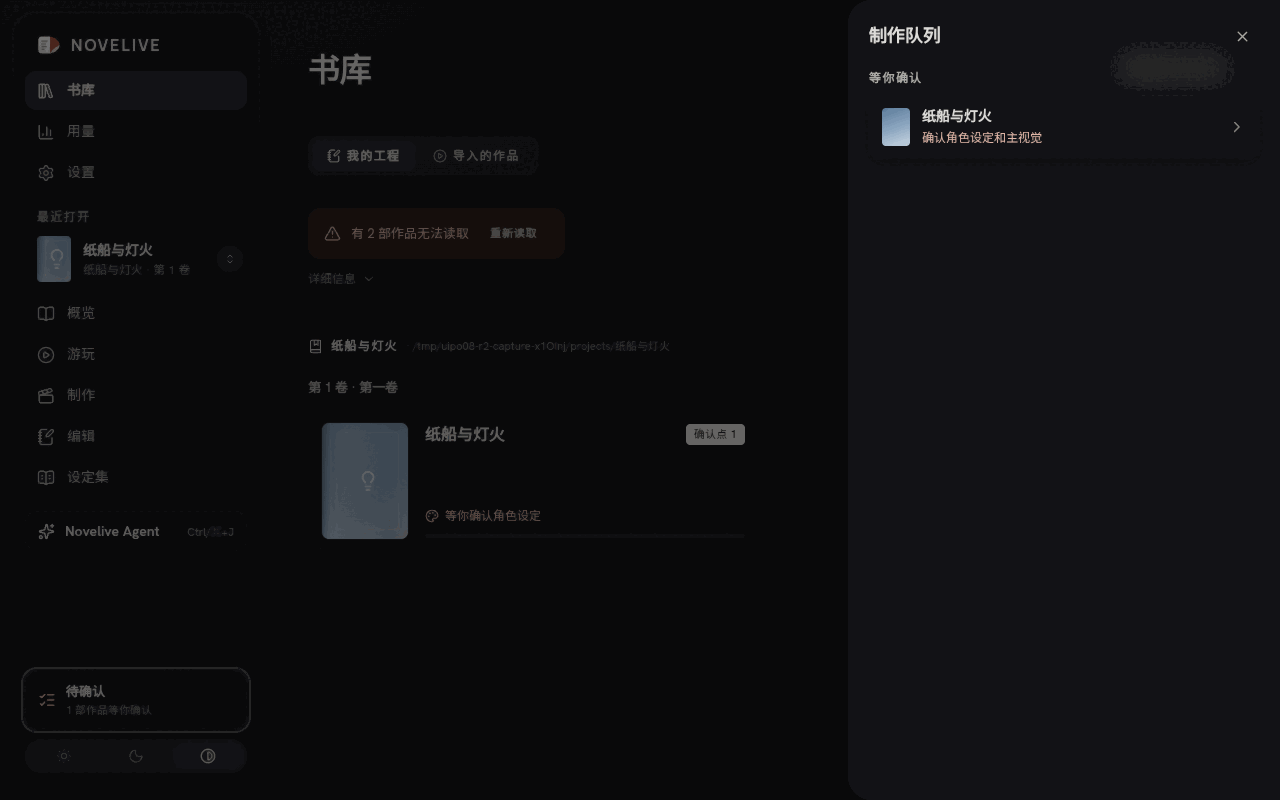 NOVELIVE
书库
用量
设置
最近打开
纸船与灯火
纸船与灯火 · 第 1 卷
概览
游玩
制作
编辑
设定集
Novelive Agent
待确认
1 部作品等你确认
书库
我的工程
导入的作品
有 2 部作品无法读取
重新读取
详细信息
纸船与灯火
第 1 卷 · 第一卷
纸船与灯火
确认点 1
等你确认角色设定
制作队列
等你确认
纸船与灯火
确认角色设定和主视觉